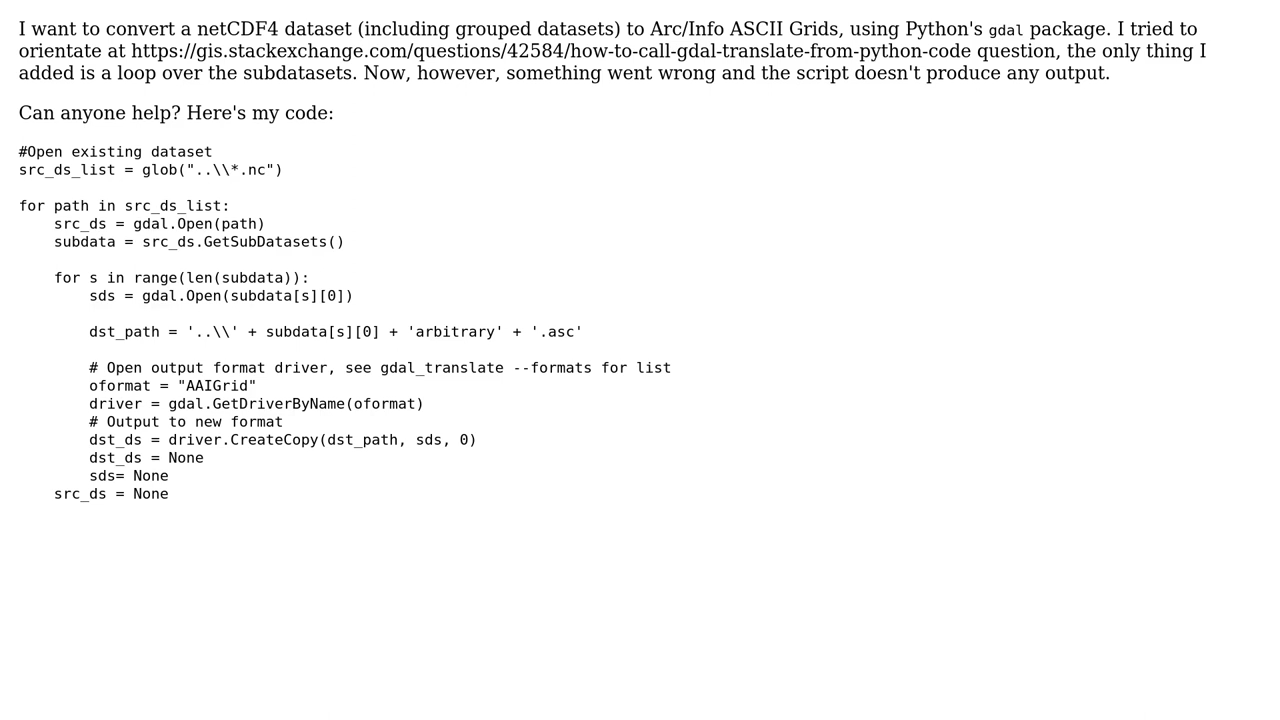 I want to convert a netCDF4 dataset (including grouped datasets) to Arc/Info ASCII Grids, using Python's gdal package. I tried to
orientate at https://gis.stackexchange.com/questions/42584/how-to-call-gdal-translate-from-python-code question, the only thing I
added is a loop over the subdatasets. Now, however, something went wrong and the script doesn't produce any output.
Can anyone help? Here's my code:
#Open existing dataset
src_ds_list = glob("..\\*.nc")
for path in src_ds_list:
    src_ds = gdal.Open(path)
    subdata = src_ds.GetSubDatasets()
    for s in range(len(subdata)):
        sds = gdal.Open(subdata[s][0])
        dst_path = '..\\' + subdata[s][0] + 'arbitrary' + '.asc'
        # Open output format driver, see gdal_translate --formats for list
        oformat = "AAIGrid"
        driver = gdal.GetDriverByName(oformat)
        # Output to new format
        dst_ds = driver.CreateCopy(dst_path, sds, 0)
        dst_ds = None
        sds= None
    src_ds = None